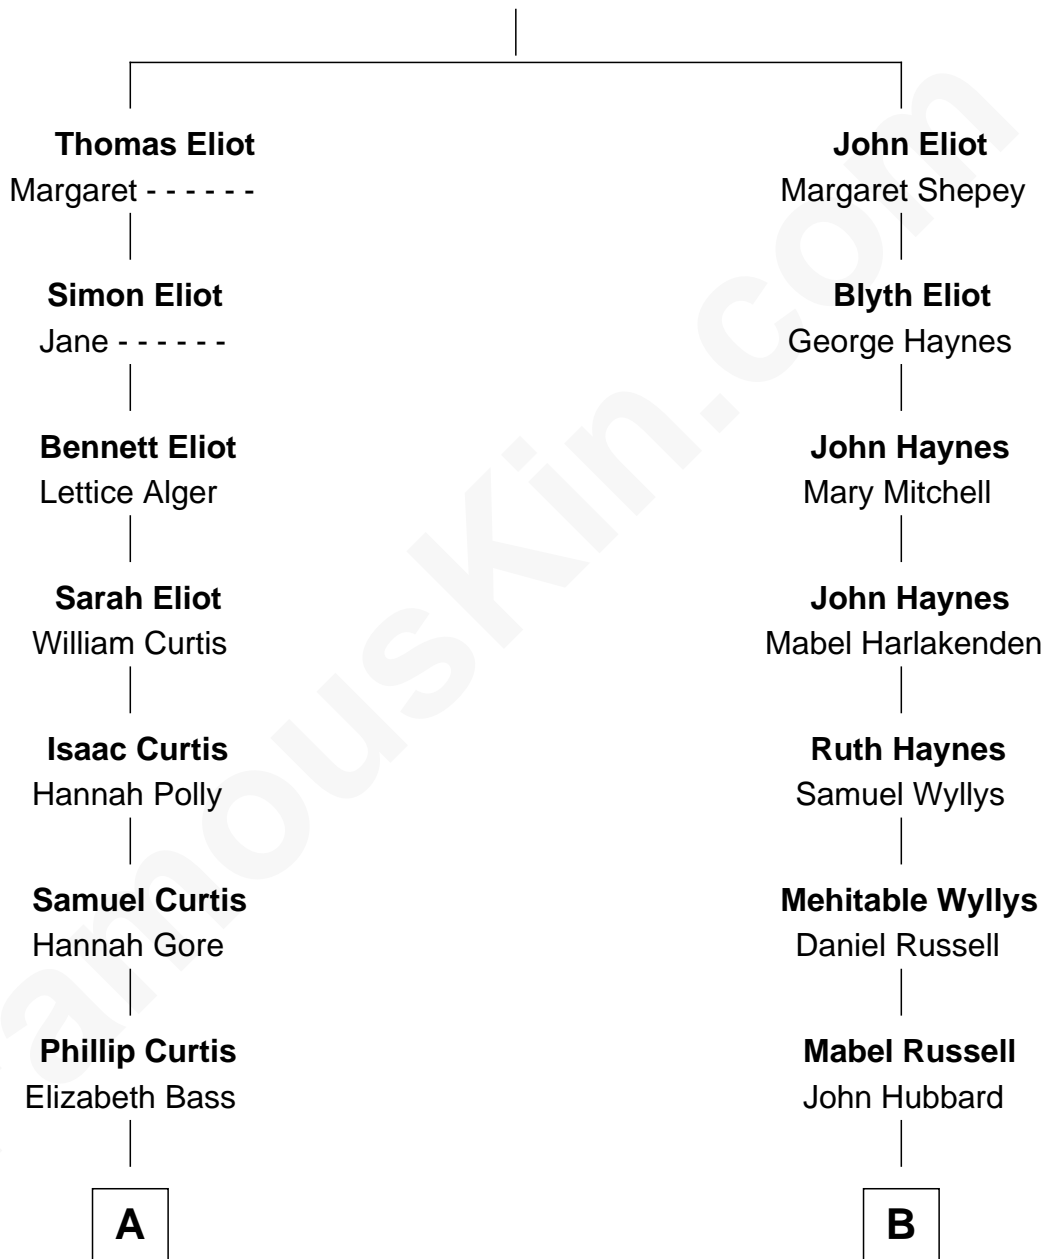 Thomas Eliot
Margaret - - - - - -
Simon Eliot
Jane - - - - - -
Bennett Eliot
Lettice Alger
Sarah Eliot
William Curtis
Isaac Curtis
Hannah Polly
Samuel Curtis
Hannah Gore
Phillip Curtis
Elizabeth Bass
A
John Eliot
Margaret Shepey
Blyth Eliot
George Haynes
John Haynes
Mary Mitchell
John Haynes
Mabel Harlakenden
Ruth Haynes
Samuel Wyllys
Mehitable Wyllys
Daniel Russell
Mabel Russell
John Hubbard
B
amouskin.com